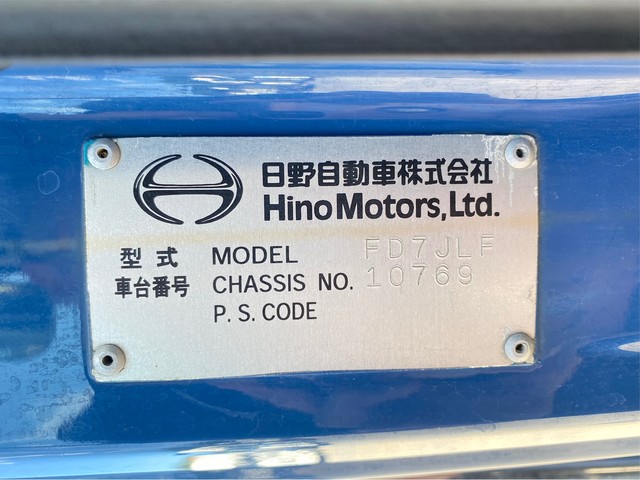 日野自動車株式会社
Hino Motors, Ltd.
型式 MODEL FD7JLF
車台番号 CHASSIS NO. 10769
P. S. CODE